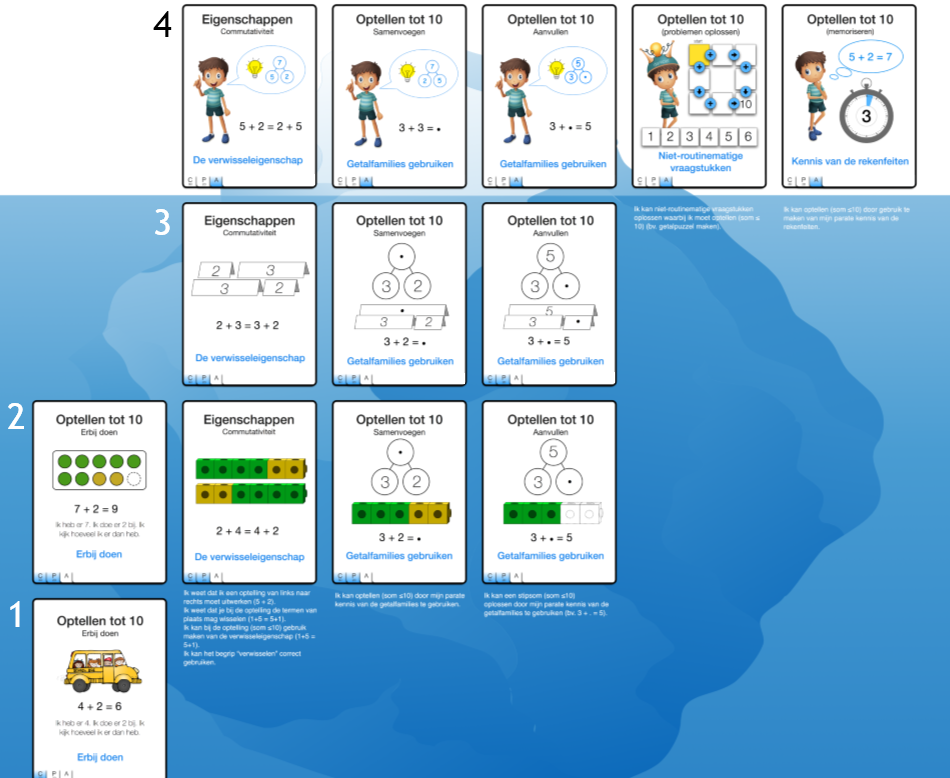 4
Eigenschappen
Commutativiteit
7
5 2
5 + 2 = 2 + 5
De verwisseleigenschap
C P A
Optellen tot 10
Samenvoegen
7
2 5
3 + 3 = •
Getalfamilies gebruiken
C P A
Optellen tot 10
Aanvullen
5
3 •
3 + • = 5
Getalfamilies gebruiken
C P A
Optellen tot 10
(problemen oplossen)
10
1 2 3 4 5 6
Niet-routinematige
vraagstukken
C P A
Optellen tot 10
(memoriseren)
5 + 2 = 7
3
Kennis van de rekenfeiten
C P A
3
Eigenschappen
Commutativiteit
2 3
3 2
2 + 3 = 3 + 2
De verwisseleigenschap
C P A
Optellen tot 10
Samenvoegen
•
3 2
•
3 2
3 + 2 = •
Getalfamilies gebruiken
C P A
Optellen tot 10
Aanvullen
5
3 •
5
3 •
3 + • = 5
Getalfamilies gebruiken
C P A
Ik kan niet-routinematige vraagstukken
oplossen waarbij ik moet optellen (som ≤
10) (bv. getalpuzzel maken).
Ik kan optellen (som ≤10) door gebruik te
maken van mijn parate kennis van de
rekenfeiten.
2
Optellen tot 10
Erbij doen
7 + 2 = 9
Ik heb er 7. Ik doe er 2 bij. Ik
kijk hoeveel ik er dan heb.
Erbij doen
C P A
Eigenschappen
Commutativiteit
2 + 4 = 4 + 2
De verwisseleigenschap
C P A
Optellen tot 10
Samenvoegen
•
3 2
3 + 2 = •
Getalfamilies gebruiken
C P A
Optellen tot 10
Aanvullen
5
3 •
3 + • = 5
Getalfamilies gebruiken
C P A
Ik weet dat ik een optelling van links naar
rechts moet uitwerken (5 + 2).
Ik weet dat je bij de optelling de termen van
plaats mag wisselen (1+5 = 5+1).
Ik kan bij de optelling (som ≤10) gebruik
maken van de verwisseleigenschap (1+5 =
5+1).
Ik kan het begrip "verwisselen" correct
gebruiken.
Ik kan optellen (som ≤10) door mijn parate
kennis van de getalfamilies te gebruiken.
Ik kan een stipsom (som ≤10)
oplossen door mijn parate kennis van de
getalfamilies te gebruiken (bv. 3 + . = 5).
1
Optellen tot 10
Erbij doen
4 + 2 = 6
Ik heb er 4. Ik doe er 2 bij. Ik
kijk hoeveel ik er dan heb.
Erbij doen
C P A